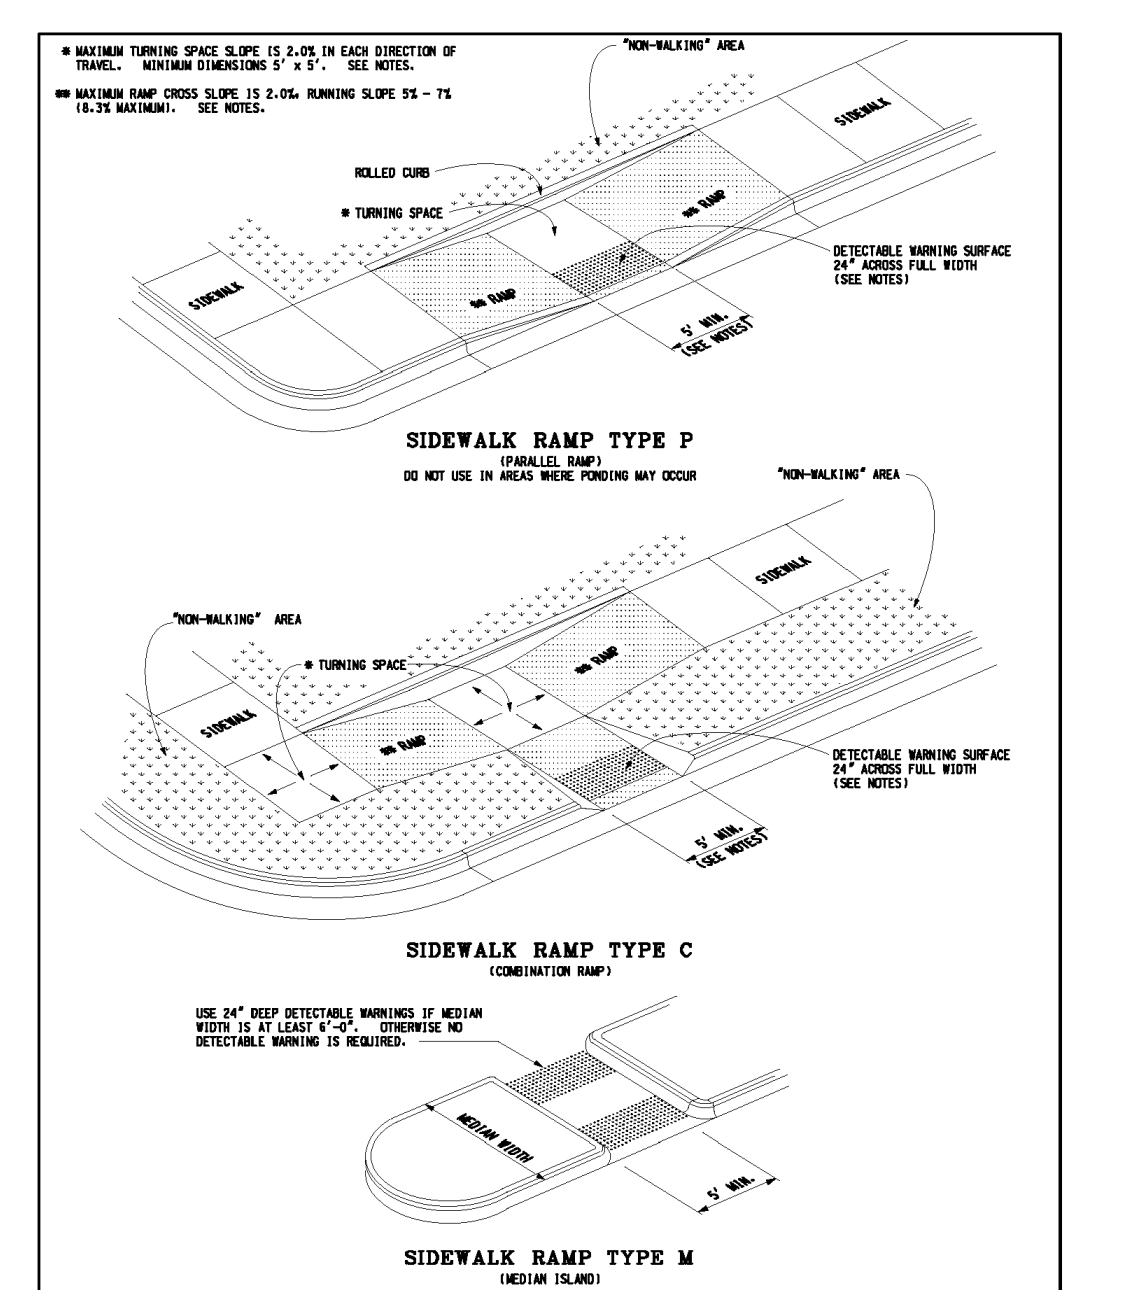 * MAXIMUM TURNING SPACE SLOPE IS 2.0% IN EACH DIRECTION OF
TRAVEL. MINIMUM DIMENSIONS 5' x 5'. SEE NOTES.
** MAXIMUM RAMP CROSS SLOPE IS 2.0%, RUNNING SLOPE 5% - 7%
(8.3% MAXIMUM). SEE NOTES.
"NON-WALKING" AREA
SIDEWALK
ROLLED CURB
* TURNING SPACE
** RAMP
DETECTABLE WARNING SURFACE
24" ACROSS FULL WIDTH
(SEE NOTES)
SIDEWALK
** RAMP
5' MIN.
(SEE NOTES)
SIDEWALK RAMP TYPE P
(PARALLEL RAMP)
DO NOT USE IN AREAS WHERE PONDING MAY OCCUR
"NON-WALKING" AREA
SIDEWALK
"NON-WALKING" AREA
* TURNING SPACE
** RAMP
SIDEWALK
** RAMP
DETECTABLE WARNING SURFACE
24" ACROSS FULL WIDTH
(SEE NOTES)
5' MIN.
(SEE NOTES)
SIDEWALK RAMP TYPE C
(COMBINATION RAMP)
USE 24" DEEP DETECTABLE WARNINGS IF MEDIAN
WIDTH IS AT LEAST 6'-0". OTHERWISE NO
DETECTABLE WARNING IS REQUIRED.
MEDIAN WIDTH
5' MIN.
SIDEWALK RAMP TYPE M
(MEDIAN ISLAND)